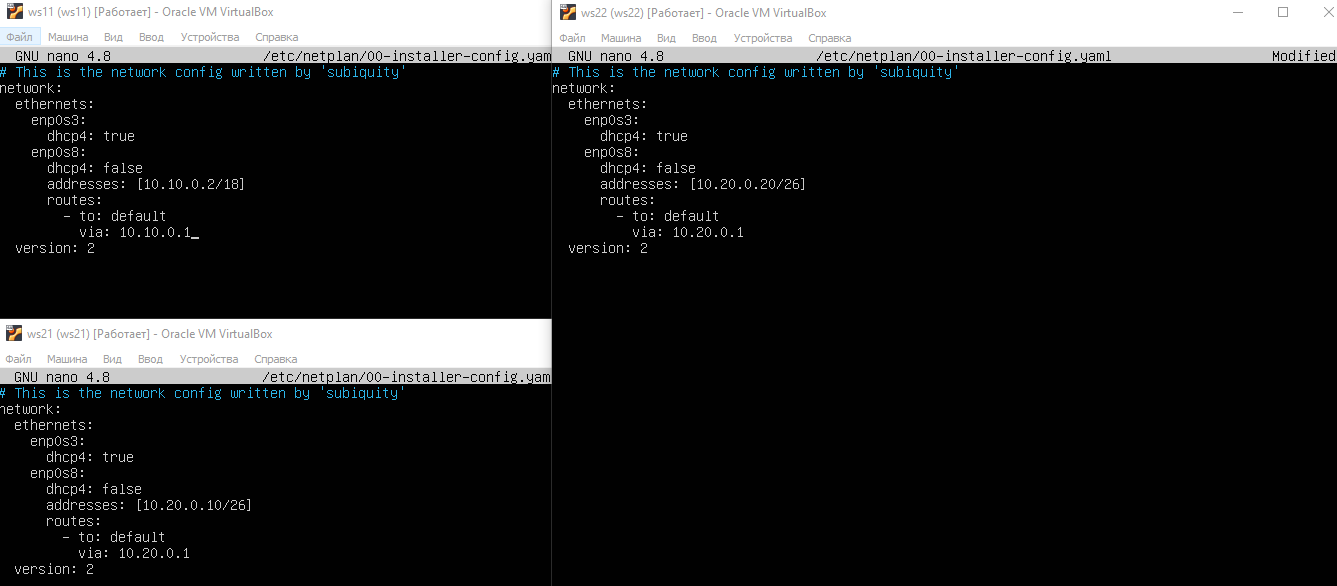 ws11 (ws11) [Работает] - Oracle VM VirtualBox
Файл Машина Вид Ввод Устройства Справка
GNU nano 4.8 /etc/netplan/00-installer-config.yam
# This is the network config written by 'subiquity'
network:
  ethernets:
    enp0s3:
      dhcp4: true
    enp0s8:
      dhcp4: false
      addresses: [10.10.0.2/18]
      routes:
        - to: default
          via: 10.10.0.1_
  version: 2
ws21 (ws21) [Работает] - Oracle VM VirtualBox
Файл Машина Вид Ввод Устройства Справка
GNU nano 4.8 /etc/netplan/00-installer-config.yam
# This is the network config written by 'subiquity'
network:
  ethernets:
    enp0s3:
      dhcp4: true
    enp0s8:
      dhcp4: false
      addresses: [10.20.0.10/26]
      routes:
        - to: default
          via: 10.20.0.1
  version: 2
ws22 (ws22) [Работает] - Oracle VM VirtualBox
Файл Машина Вид Ввод Устройства Справка
GNU nano 4.8 /etc/netplan/00-installer-config.yaml Modified
# This is the network config written by 'subiquity'
network:
  ethernets:
    enp0s3:
      dhcp4: true
    enp0s8:
      dhcp4: false
      addresses: [10.20.0.20/26]
      routes:
        - to: default
          via: 10.20.0.1
  version: 2